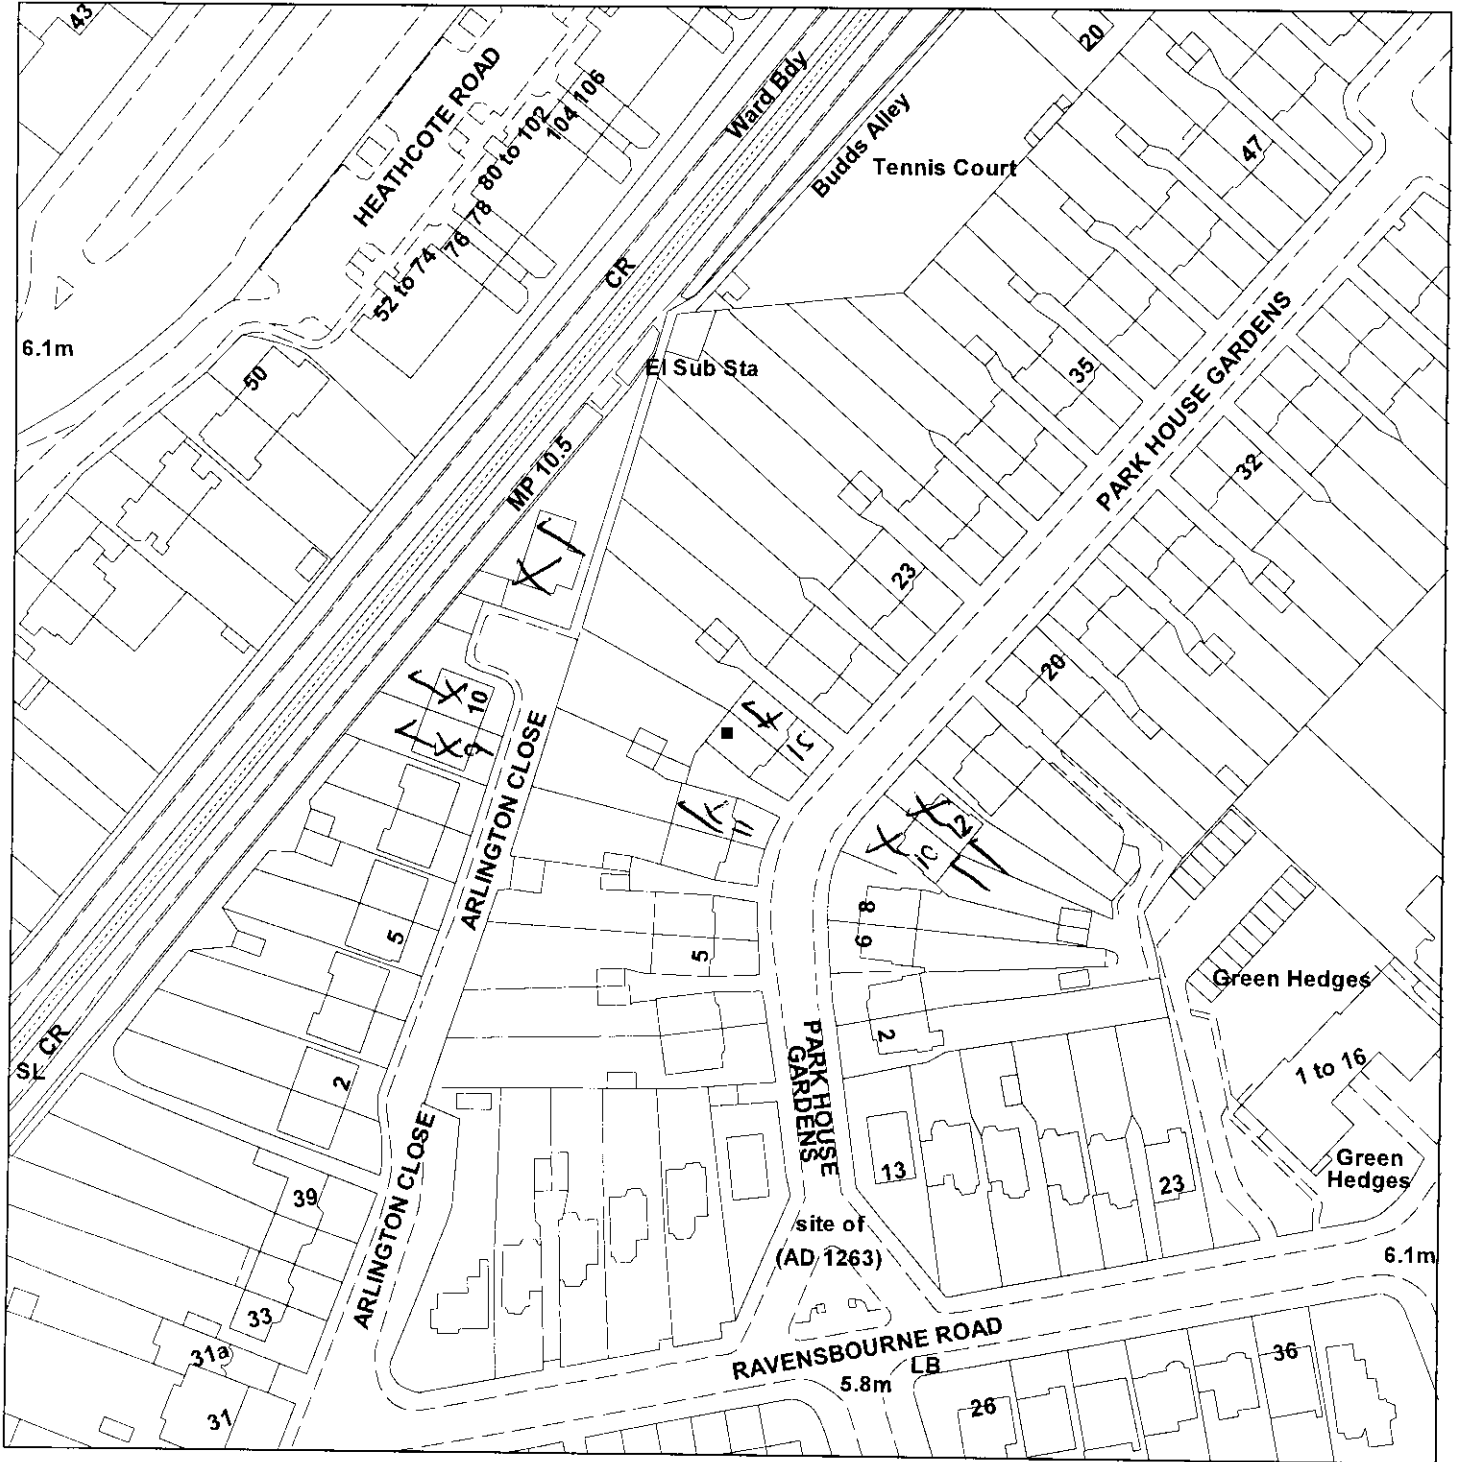 43
HEATHCOTE ROAD
52 to 74
76
78
80 to 102
104
106
Ward Bdy
Budds Alley
Tennis Court
20
47
CR
6.1m
50
El Sub Sta
MP 10.5
35
PARK HOUSE GARDENS
32
23
20
10
9
15
11
12
10
ARLINGTON CLOSE
5
5
8
6
2
Green Hedges
1 to 16
Green
Hedges
CR
SL
2
PARK HOUSE
GARDENS
ARLINGTON CLOSE
39
33
31a
31
13
23
site of
(AD 1263)
6.1m
RAVENSBOURNE ROAD
LB
5.8m
26
36